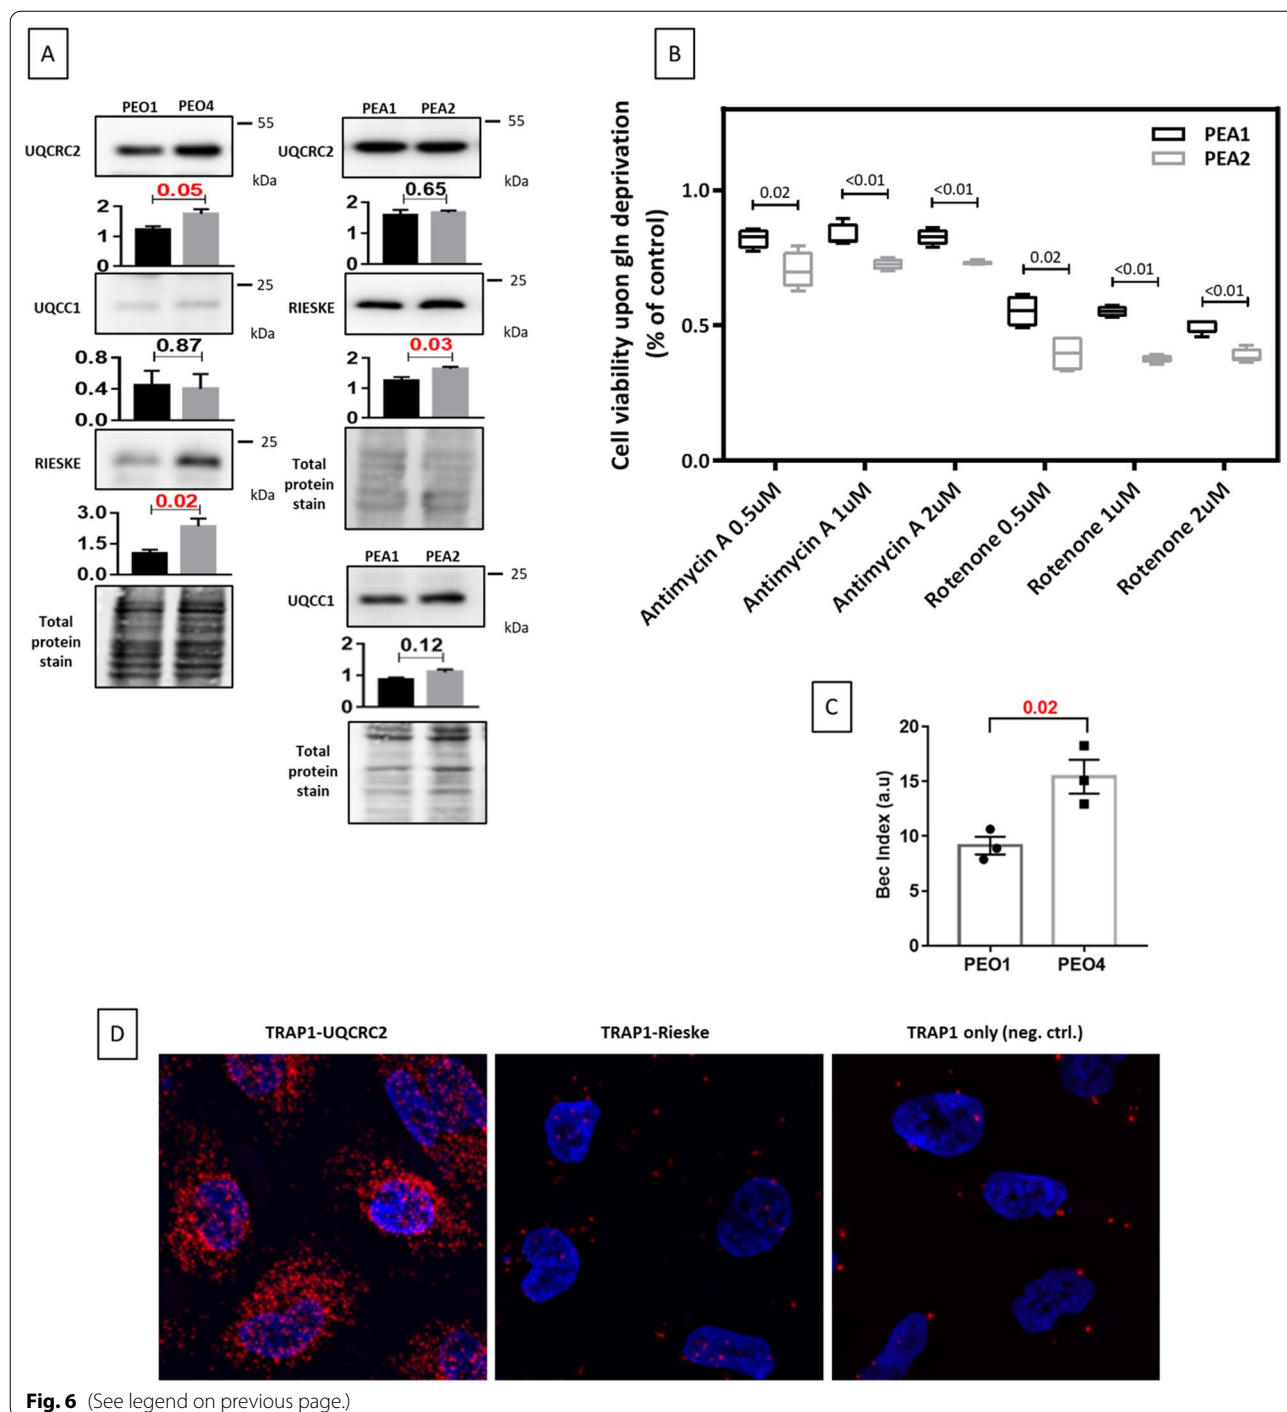 A
PEO1 PEO4
UQCRC2
55
kDa
0.05
2
1
0
UQCC1
25
kDa
0.87
0.8
0.4
0.0
RIESKE
25
kDa
0.02
3.0
1.5
0.0
Total
protein
stain
PEA1 PEA2
UQCRC2
55
kDa
0.65
2
1
0
RIESKE
25
kDa
0.03
2
1
0
Total
protein
stain
PEA1 PEA2
UQCC1
25
kDa
0.12
2
1
0
Total
protein
stain
B
Cell viability upon gln deprivation
(% of control)
1.0
0.5
0.0
PEA1
PEA2
0.02
<0.01
<0.01
0.02
<0.01
<0.01
Antimycin A 0.5uM
Antimycin A 1uM
Antimycin A 2uM
Rotenone 0.5uM
Rotenone 1uM
Rotenone 2uM
C
0.02
Bec Index (a.u)
20
15
10
5
0
PEO1 PEO4
D
TRAP1-UQCRC2
TRAP1-Rieske
TRAP1 only (neg. ctrl.)
Fig. 6 (See legend on previous page.)